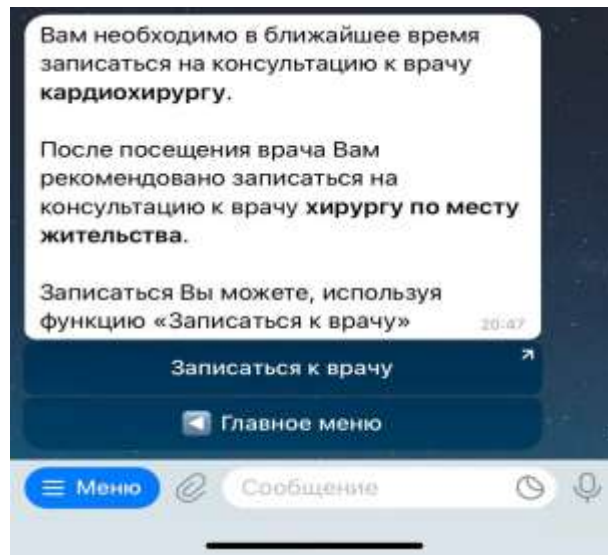 Вам необходимо в ближайшее время
записаться на консультацию к врачу
кардиохирургу.
После посещения врача Вам
рекомендовано записаться на
консультацию к врачу хирургу по месту
жительства.
Записаться Вы можете, используя
функцию «Записаться к врачу»
20:47
Записаться к врачу
Главное меню
Меню
Сообщение